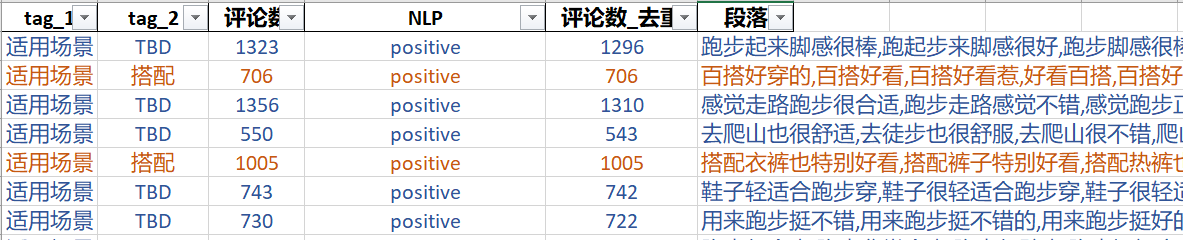 tag_1 tag_2 评论数 NLP 评论数_去重 段落
适用场景 TBD 1323 positive 1296 跑步起来脚感很棒,跑起步来脚感很好,跑步脚感很棒
适用场景 搭配 706 positive 706 百搭好穿的,百搭好看,百搭好看惹,好看百搭,百搭好
适用场景 TBD 1356 positive 1310 感觉走路跑步很合适,跑步走路感觉不错,感觉跑步正
适用场景 TBD 550 positive 543 去爬山也很舒适,去徒步也很舒服,去爬山很不错,爬山
适用场景 搭配 1005 positive 1005 搭配衣裤也特别好看,搭配裤子特别好看,搭配热裤也
适用场景 TBD 743 positive 742 鞋子轻适合跑步穿,鞋子很轻适合跑步穿,鞋子很轻适
适用场景 TBD 730 positive 722 用来跑步挺不错,用来跑步挺不错的,用来跑步挺好的